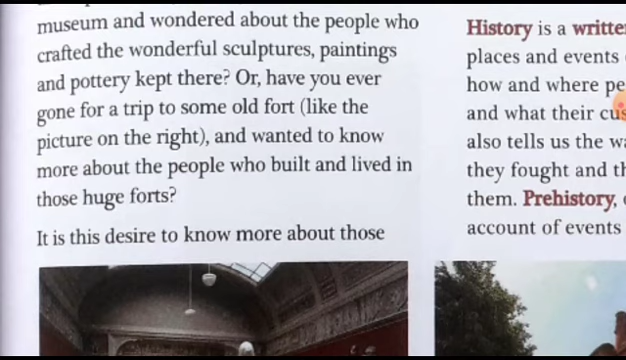 museum and wondered about the people who
crafted the wonderful sculptures, paintings
and pottery kept there? Or, have you ever
gone for a trip to some old fort (like the
picture on the right), and wanted to know
more about the people who built and lived in
those huge forts?
It is this desire to know more about those
History is a
places and events
how and where
and what their
also tells us the
they fought and
them. Prehistory,
account of events